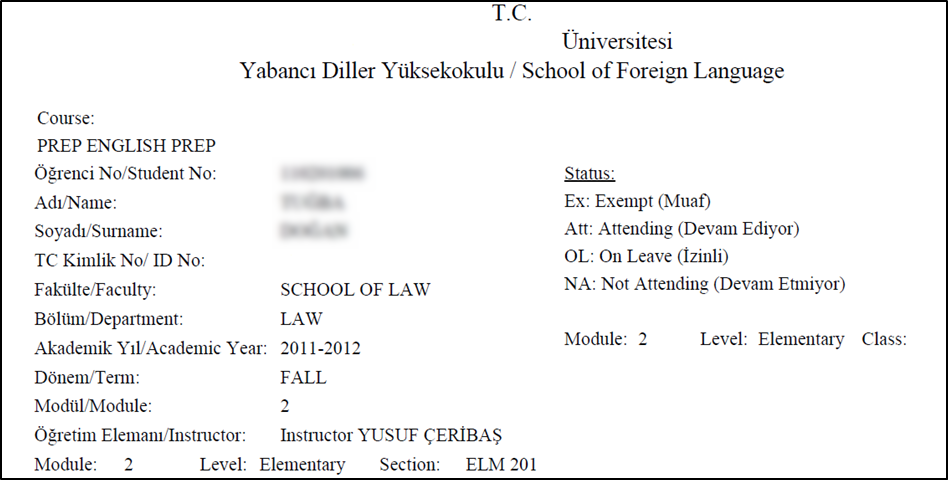 T.C.
Üniversitesi
Yabancı Diller Yüksekokulu / School of Foreign Language
Course:
PREP ENGLISH PREP
Öğrenci No/Student No:
Adı/Name:
Soyadı/Surname:
TC Kimlik No/ ID No:
Fakülte/Faculty: SCHOOL OF LAW
Bölüm/Department: LAW
Akademik Yıl/Academic Year: 2011-2012
Dönem/Term: FALL
Modül/Module: 2
Öğretim Elemanı/Instructor: Instructor YUSUF ÇERİBAŞ
Module: 2 Level: Elementary Section: ELM 201
Status:
Ex: Exempt (Muaf)
Att: Attending (Devam Ediyor)
OL: On Leave (İzinli)
NA: Not Attending (Devam Etmiyor)
Module: 2 Level: Elementary Class: